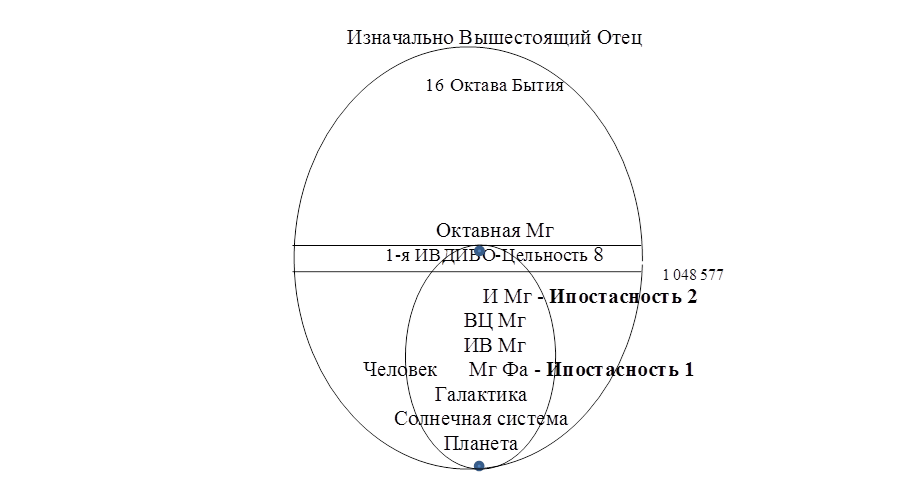 Изначально Вышестоящий Отец
16 Октава Бытия
Октавная Мг
1-я ИВДИВО-Цельность 8
1 048 577
И Мг - Ипостасность 2
ВЦ Мг
ИВ Мг
Человек Мг Фа - Ипостасность 1
Галактика
Солнечная система
Планета